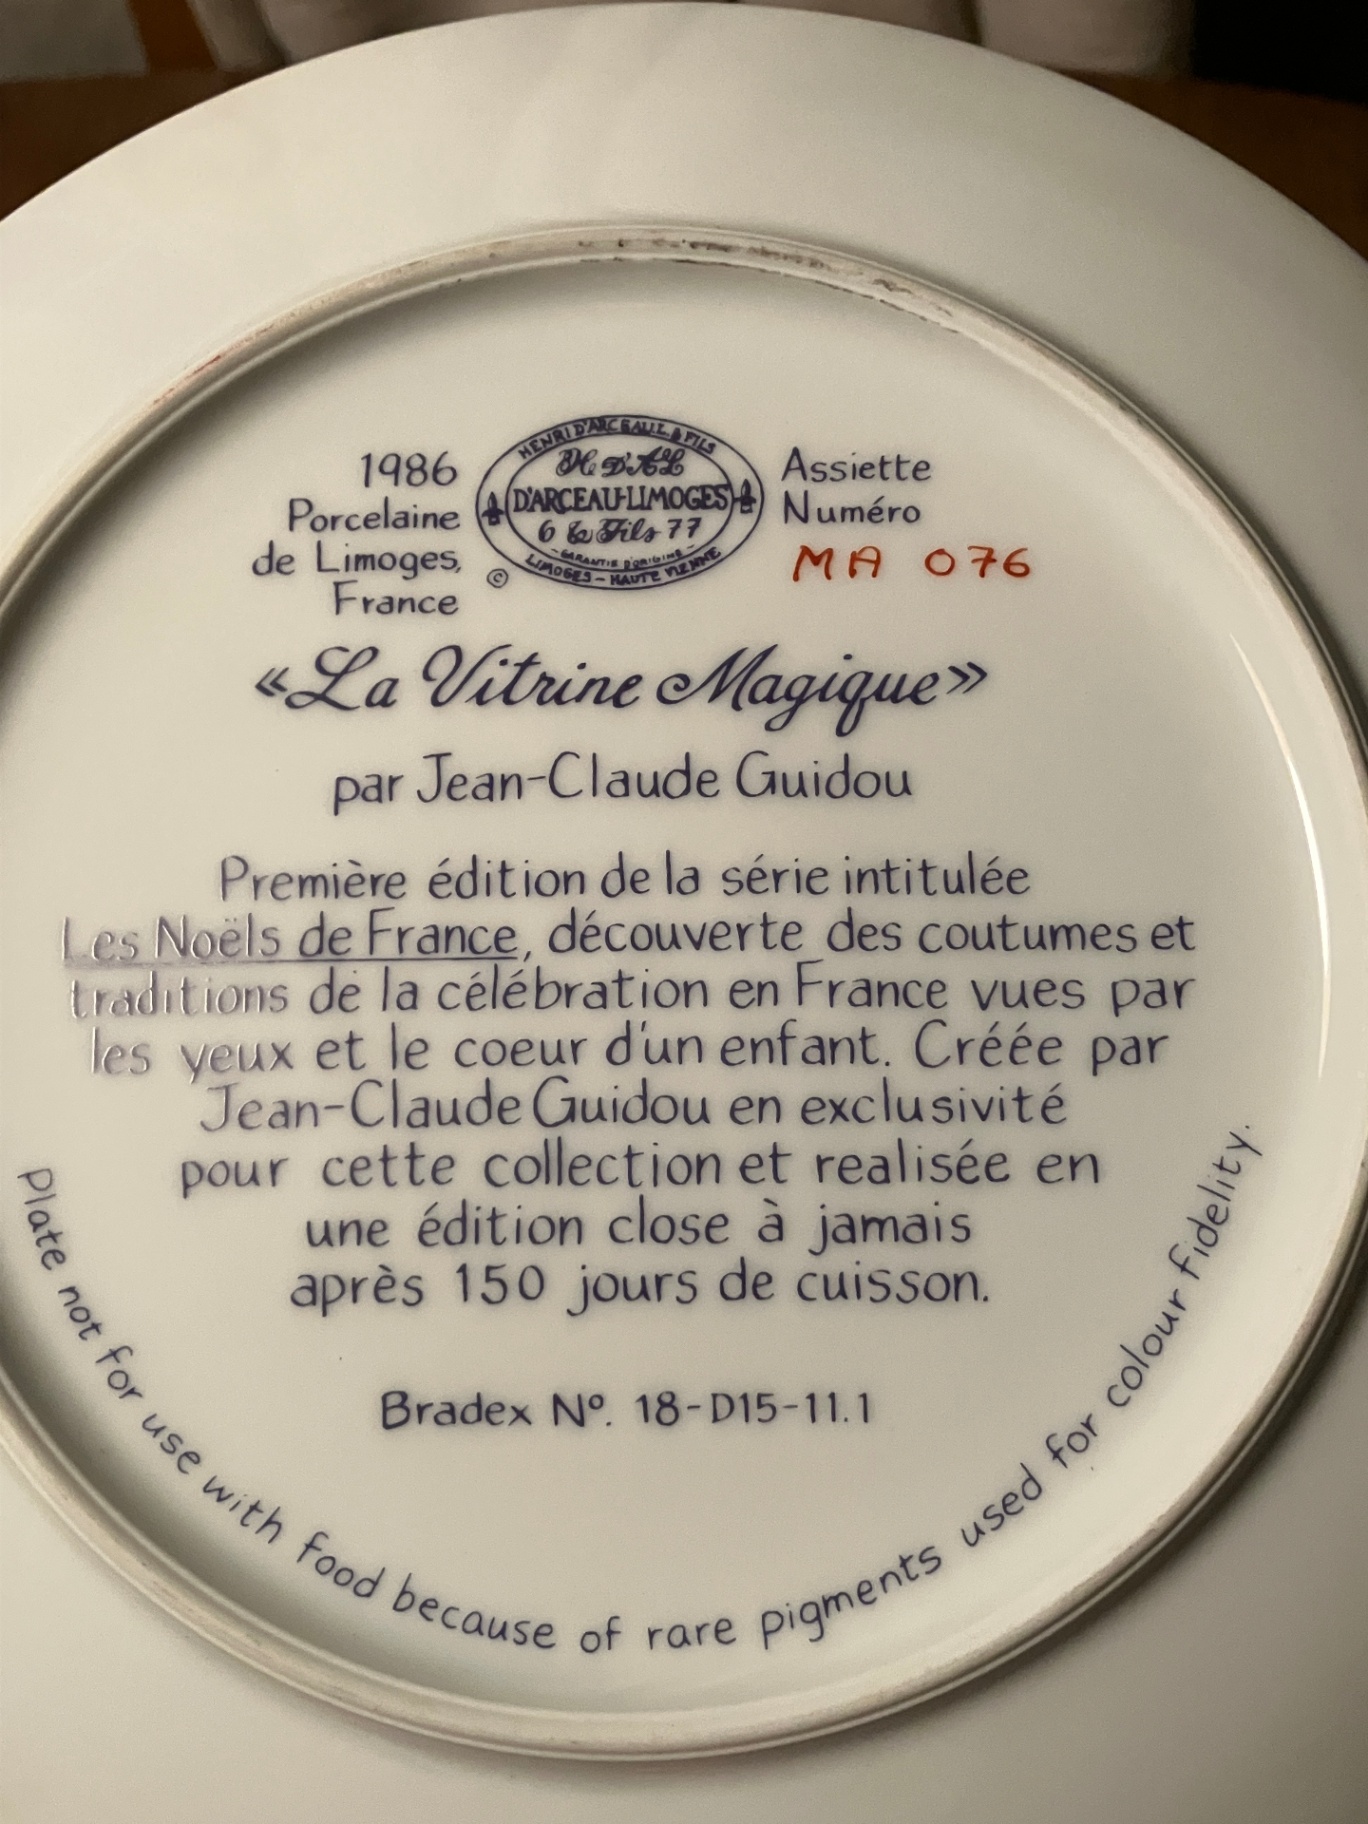 1986
Porcelaine
de Limoges,
France
HENRI D'ARCEAU & FILS
H. D'A L
D'ARCEAU-LIMOGES
6 & Fils 77
-GARANTIE D'ORIGINE-
LIMOGES - HAUTE VIENNE
©
Assiette
Numéro
MA 076
«La Vitrine Magique»
par Jean-Claude Guidou
Première édition de la série intitulée
Les Noëls de France, découverte des coutumes et
traditions de la célébration en France vues par
les yeux et le coeur d'un enfant. Créée par
Jean-Claude Guidou en exclusivité
pour cette collection et realisée en
une édition close à jamais
après 150 jours de cuisson.
Bradex Nº. 18-D15-11.1
Plate not for use with food because of rare pigments used for colour fidelity.